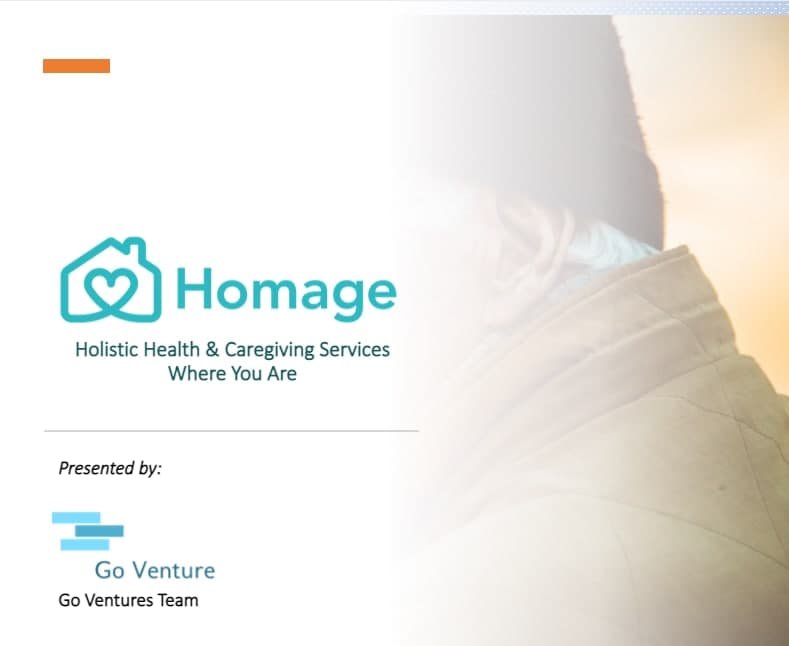 Homage
Holistic Health & Caregiving Services
Where You Are
Presented by:
Go Venture
Go Ventures Team